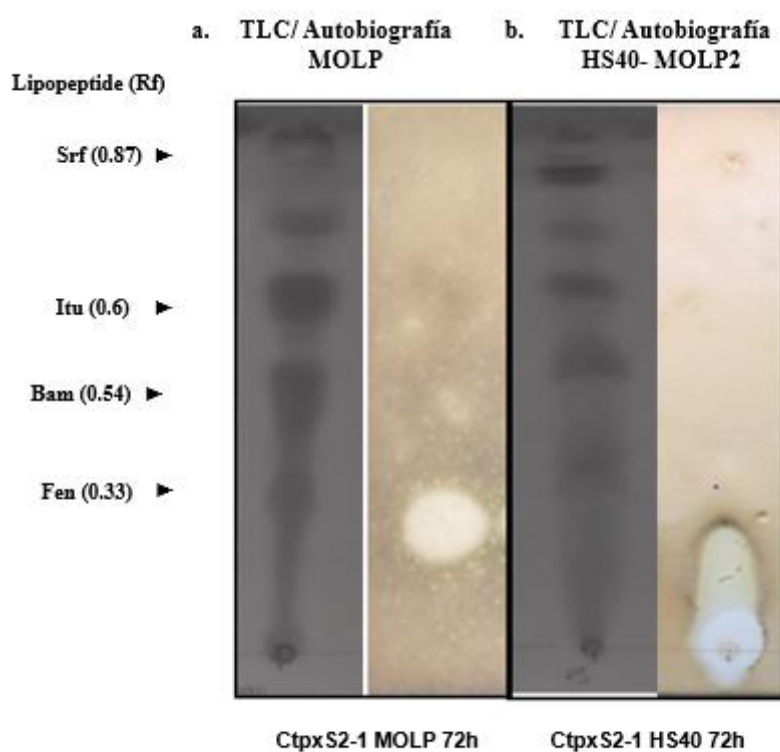 a. TLC/ Autobiografía
MOLP
b. TLC/ Autobiografía
HS40- MOLP2
Lipopeptide (Rf)
Srf (0.87)
Itu (0.6)
Bam (0.54)
Fen (0.33)
CtpxS2-1 MOLP 72h
CtpxS2-1 HS40 72h